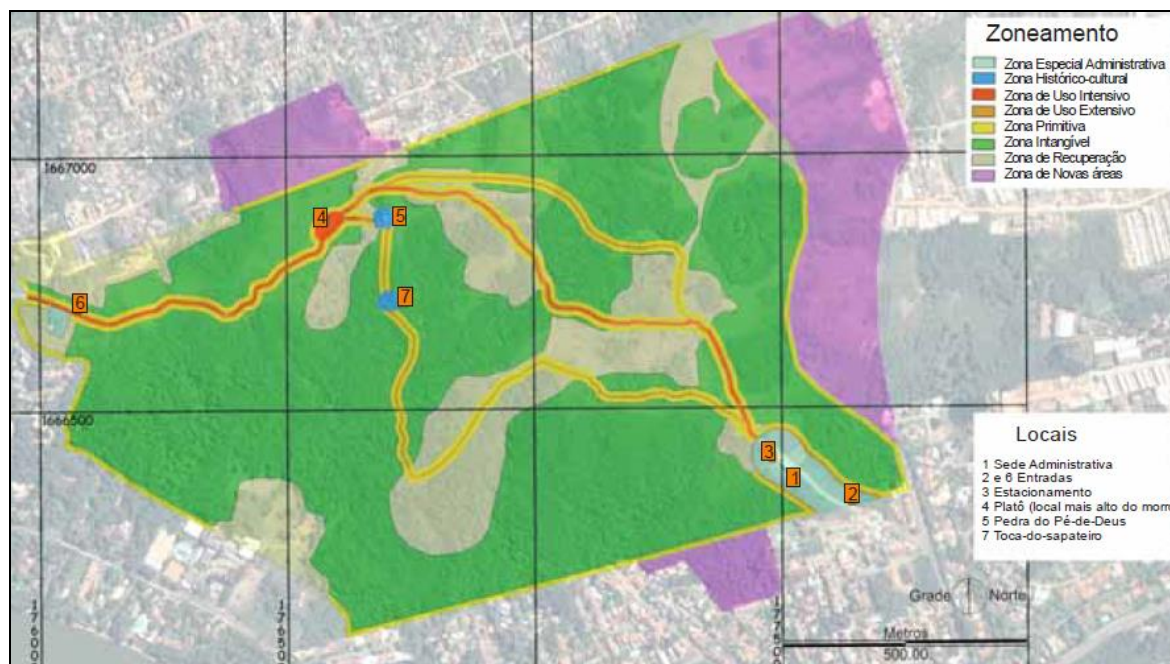 Zoneamento
Zona Especial Administrativa
Zona Histórico-cultural
Zona de Uso Intensivo
Zona de Uso Extensivo
Zona Primitiva
Zona Intangível
Zona de Recuperação
Zona de Novas áreas
1667000
4
5
6
7
1666500
Locais
1 Sede Administrativa
2 e 6 Entradas
3 Estacionamento
4 Platô (local mais alto do morr
5 Pedra do Pé-de-Deus
7 Toca-do-sapateiro
3
1
2
Grade Norte
Metros
500.00